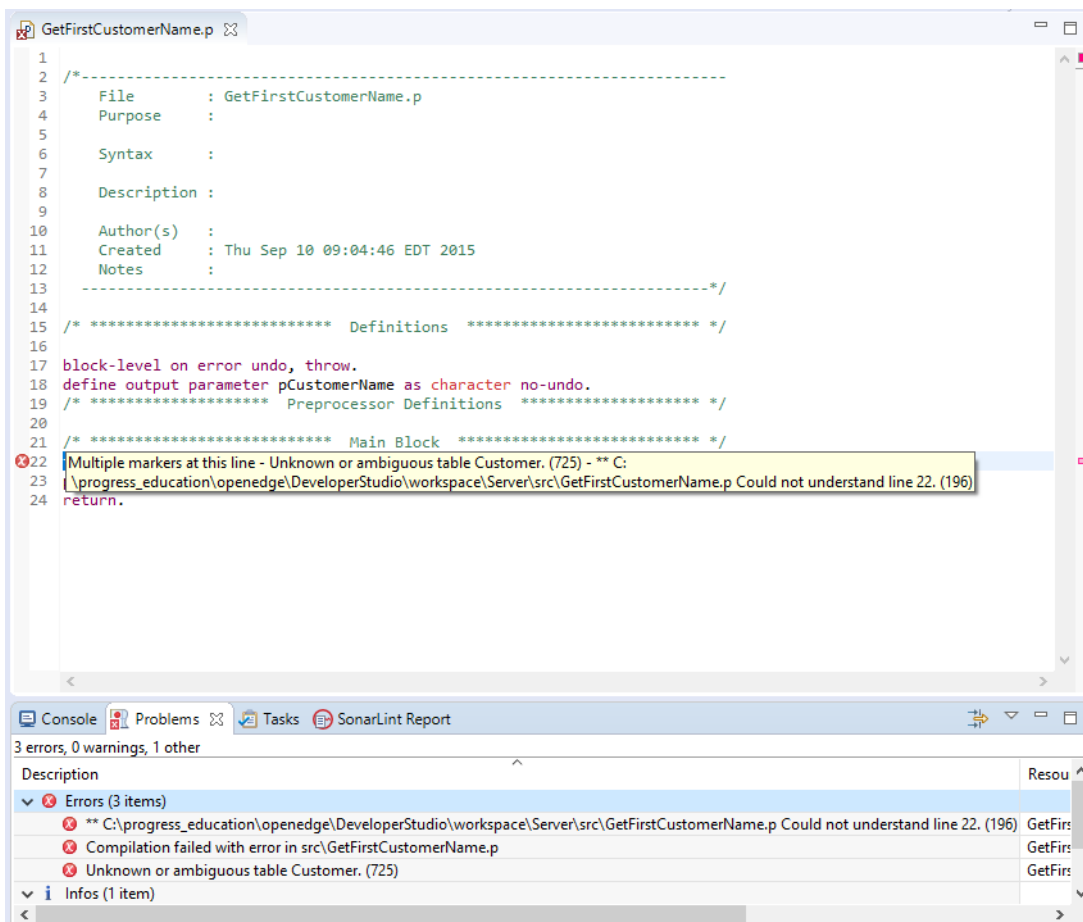 GetFirstCustomerName.p
1
2 /*------------------------------------------------------------------------
3 File : GetFirstCustomerName.p
4 Purpose :
5
6 Syntax :
7
8 Description :
9
10 Author(s) :
11 Created : Thu Sep 10 09:04:46 EDT 2015
12 Notes :
13 ----------------------------------------------------------------------*/
14
15 /* *************************** Definitions ************************** */
16
17 block-level on error undo, throw.
18 define output parameter pCustomerName as character no-undo.
19 /* ******************** Preprocessor Definitions ******************** */
20
21 /* *************************** Main Block *************************** */
22 Multiple markers at this line - Unknown or ambiguous table Customer. (725) - ** C:
23 \progress_education\openedge\DeveloperStudio\workspace\Server\src\GetFirstCustomerName.p Could not understand line 22. (196)
24 return.
Console Problems Tasks SonarLint Report
3 errors, 0 warnings, 1 other
Description Resou
Errors (3 items)
** C:\progress_education\openedge\DeveloperStudio\workspace\Server\src\GetFirstCustomerName.p Could not understand line 22. (196) GetFirs
Compilation failed with error in src\GetFirstCustomerName.p GetFirs
Unknown or ambiguous table Customer. (725) GetFirs
Infos (1 item)